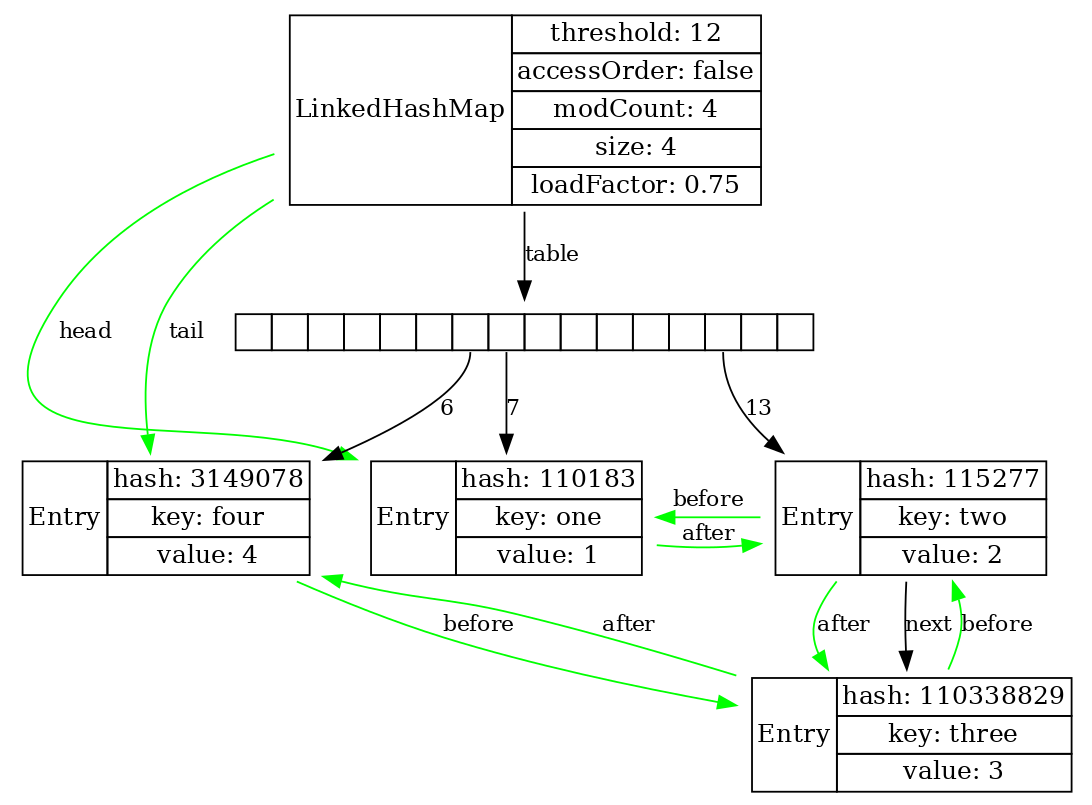 LinkedHashMap
threshold: 12
accessOrder: false
modCount: 4
size: 4
loadFactor: 0.75
table
head
tail
6
7
13
Entry
hash: 3149078
key: four
value: 4
Entry
hash: 110183
key: one
value: 1
before
after
Entry
hash: 115277
key: two
value: 2
before
after
after
next
before
Entry
hash: 110338829
key: three
value: 3